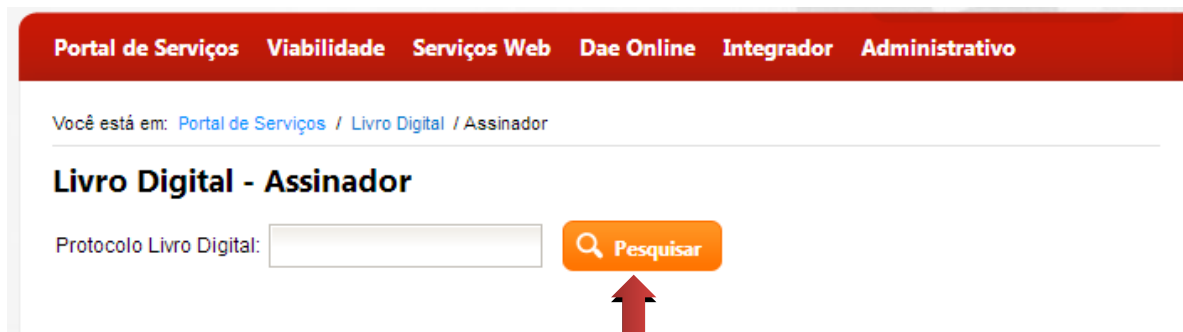 Portal de Serviços Viabilidade Serviços Web Dae Online Integrador Administrativo
Você está em: Portal de Serviços / Livro Digital / Assinador
Livro Digital - Assinador
Protocolo Livro Digital: Pesquisar